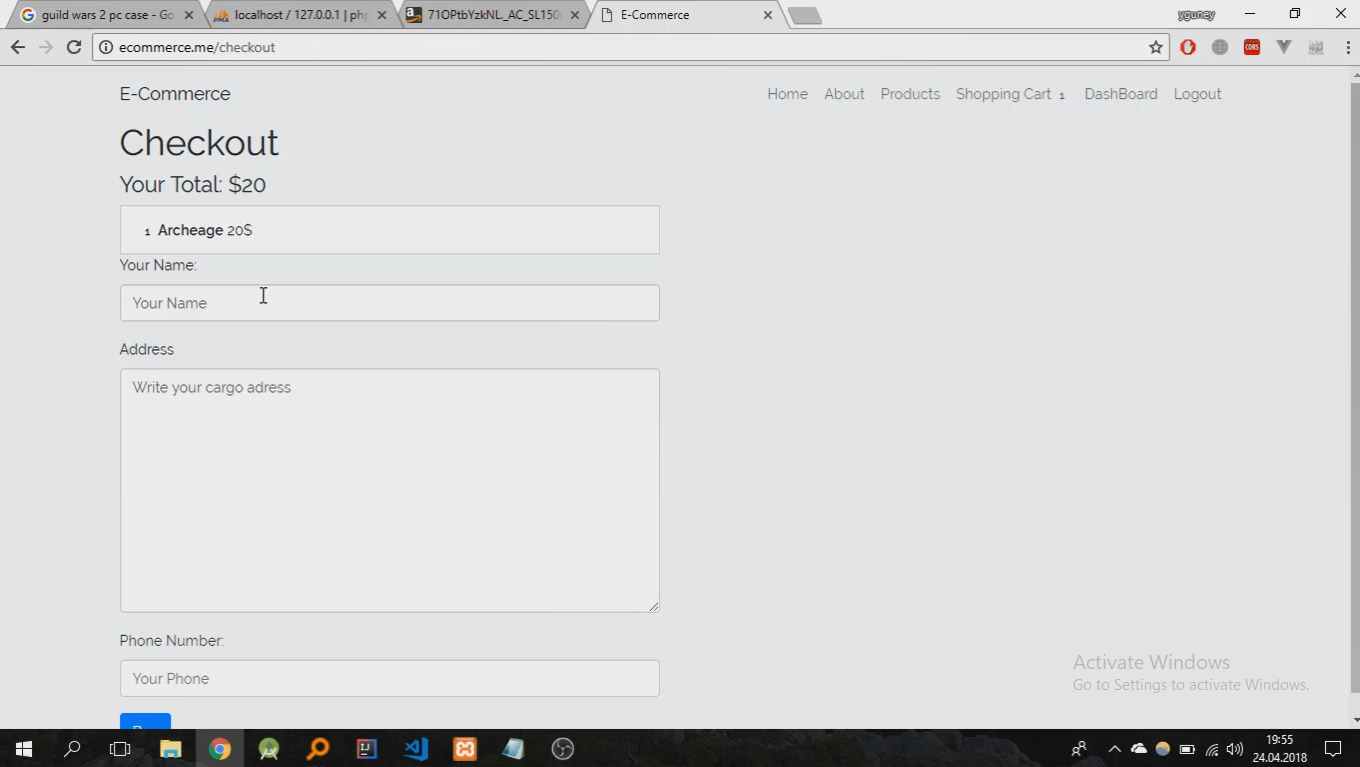 guild wars 2 pc case - Go
localhost / 127.0.0.1 | ph
71OPtbYzkNL._AC_SL150
E-Commerce
yguney
ecommerce.me/checkout
CORS
E-Commerce
Home
About
Products
Shopping Cart 1
DashBoard
Logout
Checkout
Your Total: $20
1 Archeage 20$
Your Name:
Your Name
Address
Write your cargo adress
Phone Number:
Your Phone
Activate Windows
Go to Settings to activate Windows.
19:55
24.04.2018